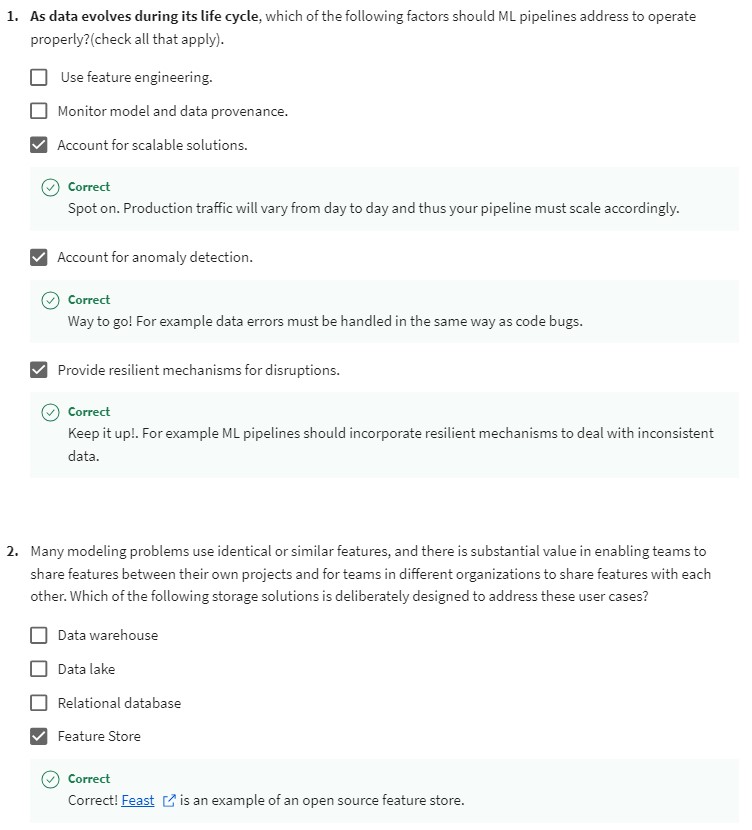 1. As data evolves during its life cycle, which of the following factors should ML pipelines address to operate
properly?(check all that apply).
Use feature engineering.
Monitor model and data provenance.
Account for scalable solutions.
Correct
Spot on. Production traffic will vary from day to day and thus your pipeline must scale accordingly.
Account for anomaly detection.
Correct
Way to go! For example data errors must be handled in the same way as code bugs.
Provide resilient mechanisms for disruptions.
Correct
Keep it up!. For example ML pipelines should incorporate resilient mechanisms to deal with inconsistent
data.
2. Many modeling problems use identical or similar features, and there is substantial value in enabling teams to
share features between their own projects and for teams in different organizations to share features with each
other. Which of the following storage solutions is deliberately designed to address these user cases?
Data warehouse
Data lake
Relational database
Feature Store
Correct
Correct! Feast is an example of an open source feature store.